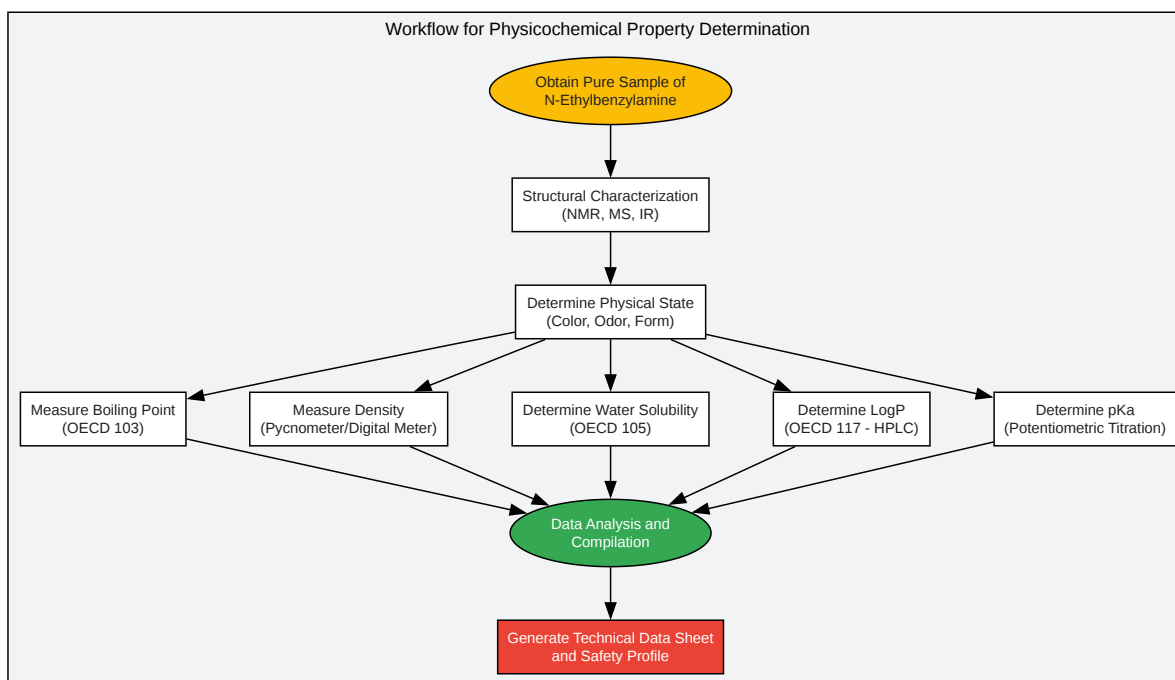 Workflow for Physicochemical Property Determination
Obtain Pure Sample of
N-Ethylbenzylamine
Structural Characterization
(NMR, MS, IR)
Determine Physical State
(Color, Odor, Form)
Measure Boiling Point
(OECD 103)
Measure Density
(Pycnometer/Digital Meter)
Determine Water Solubility
(OECD 105)
Determine LogP
(OECD 117 - HPLC)
Determine pKa
(Potentiometric Titration)
Data Analysis and
Compilation
Generate Technical Data Sheet
and Safety Profile